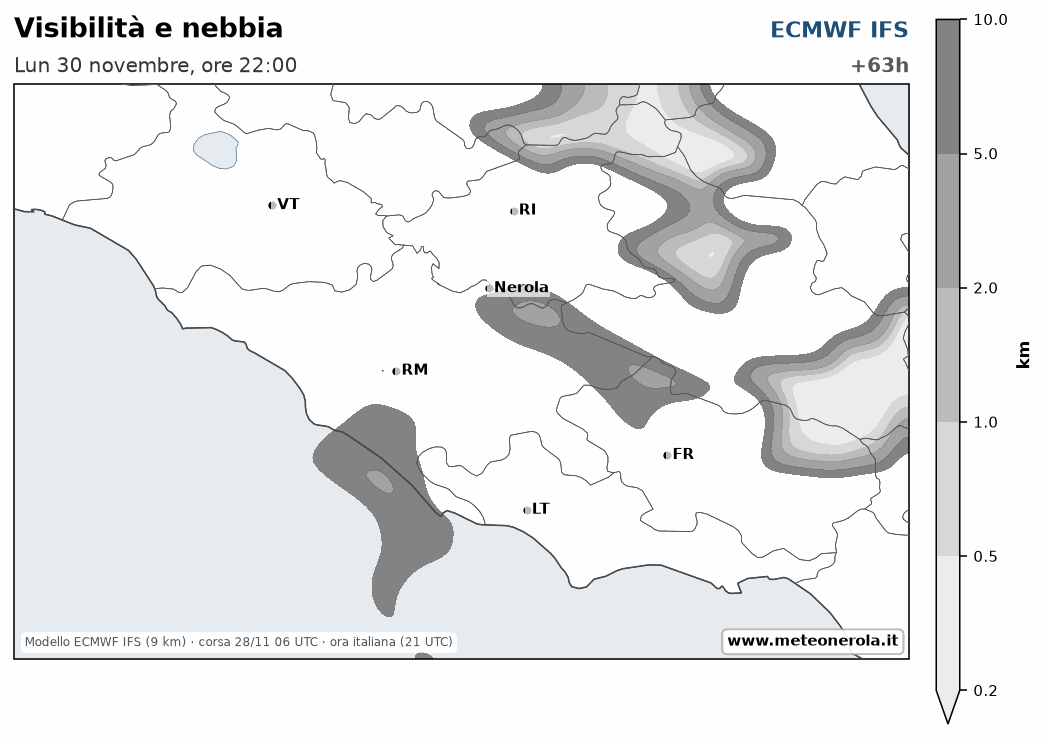 Visibilità e nebbia
ECMWF IFS
Lun 30 novembre, ore 22:00
+63h
10.0
5.0
2.0
1.0
0.5
0.2
km
VT
RI
Nerola
RM
FR
LT
Modello ECMWF IFS (9 km) · corsa 28/11 06 UTC · ora italiana (21 UTC)
www.meteonerola.it